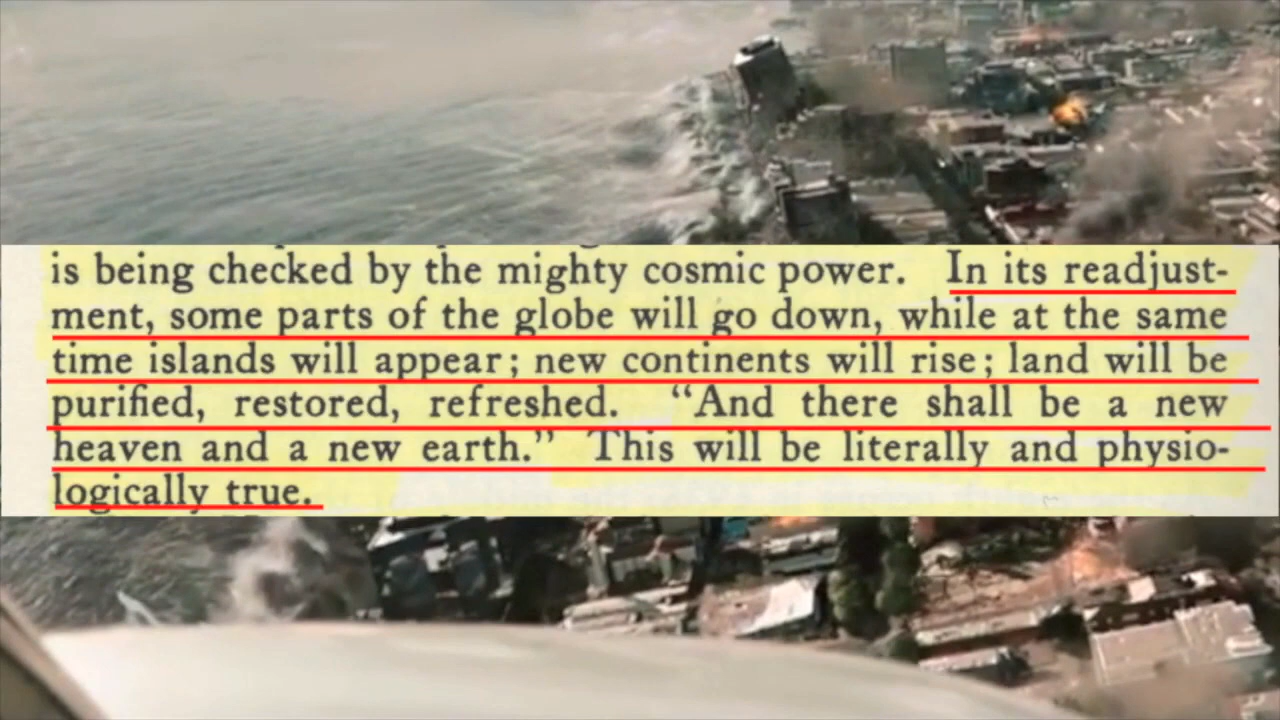 is being checked by the mighty cosmic power. In its readjust-
ment, some parts of the globe will go down, while at the same
time islands will appear; new continents will rise; land will be
purified, restored, refreshed. "And there shall be a new
heaven and a new earth." This will be literally and physio-
logically true.